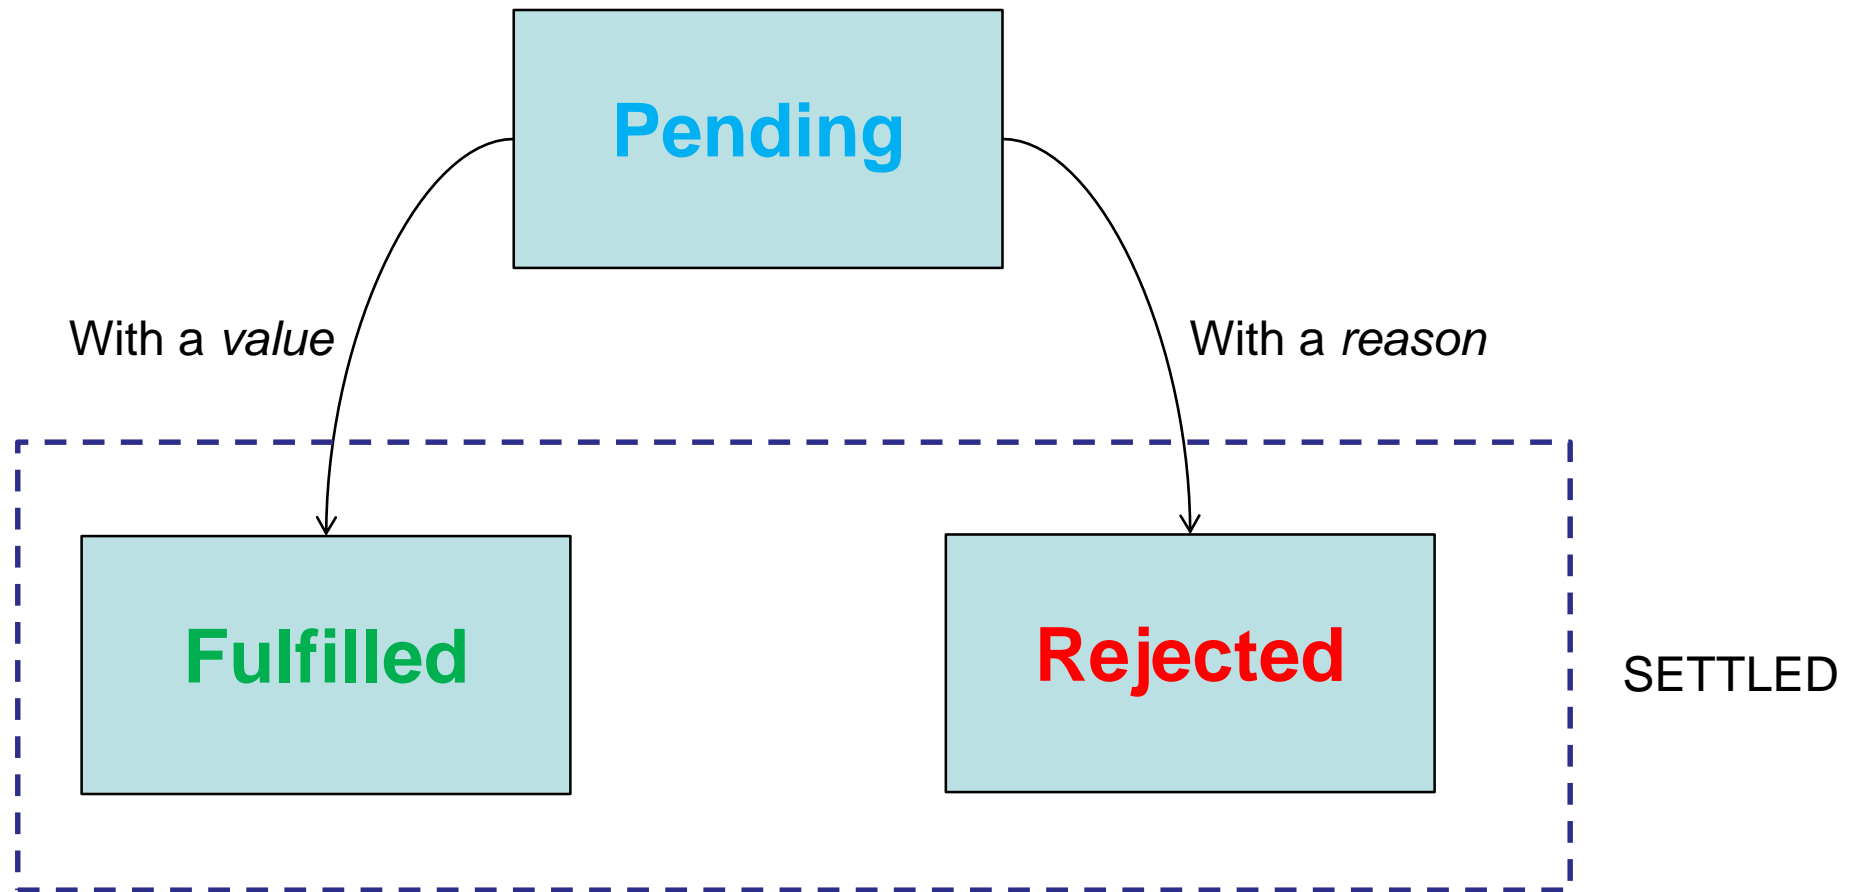 Pending
With a value
With a reason
Fulfilled
Rejected
SETTLED